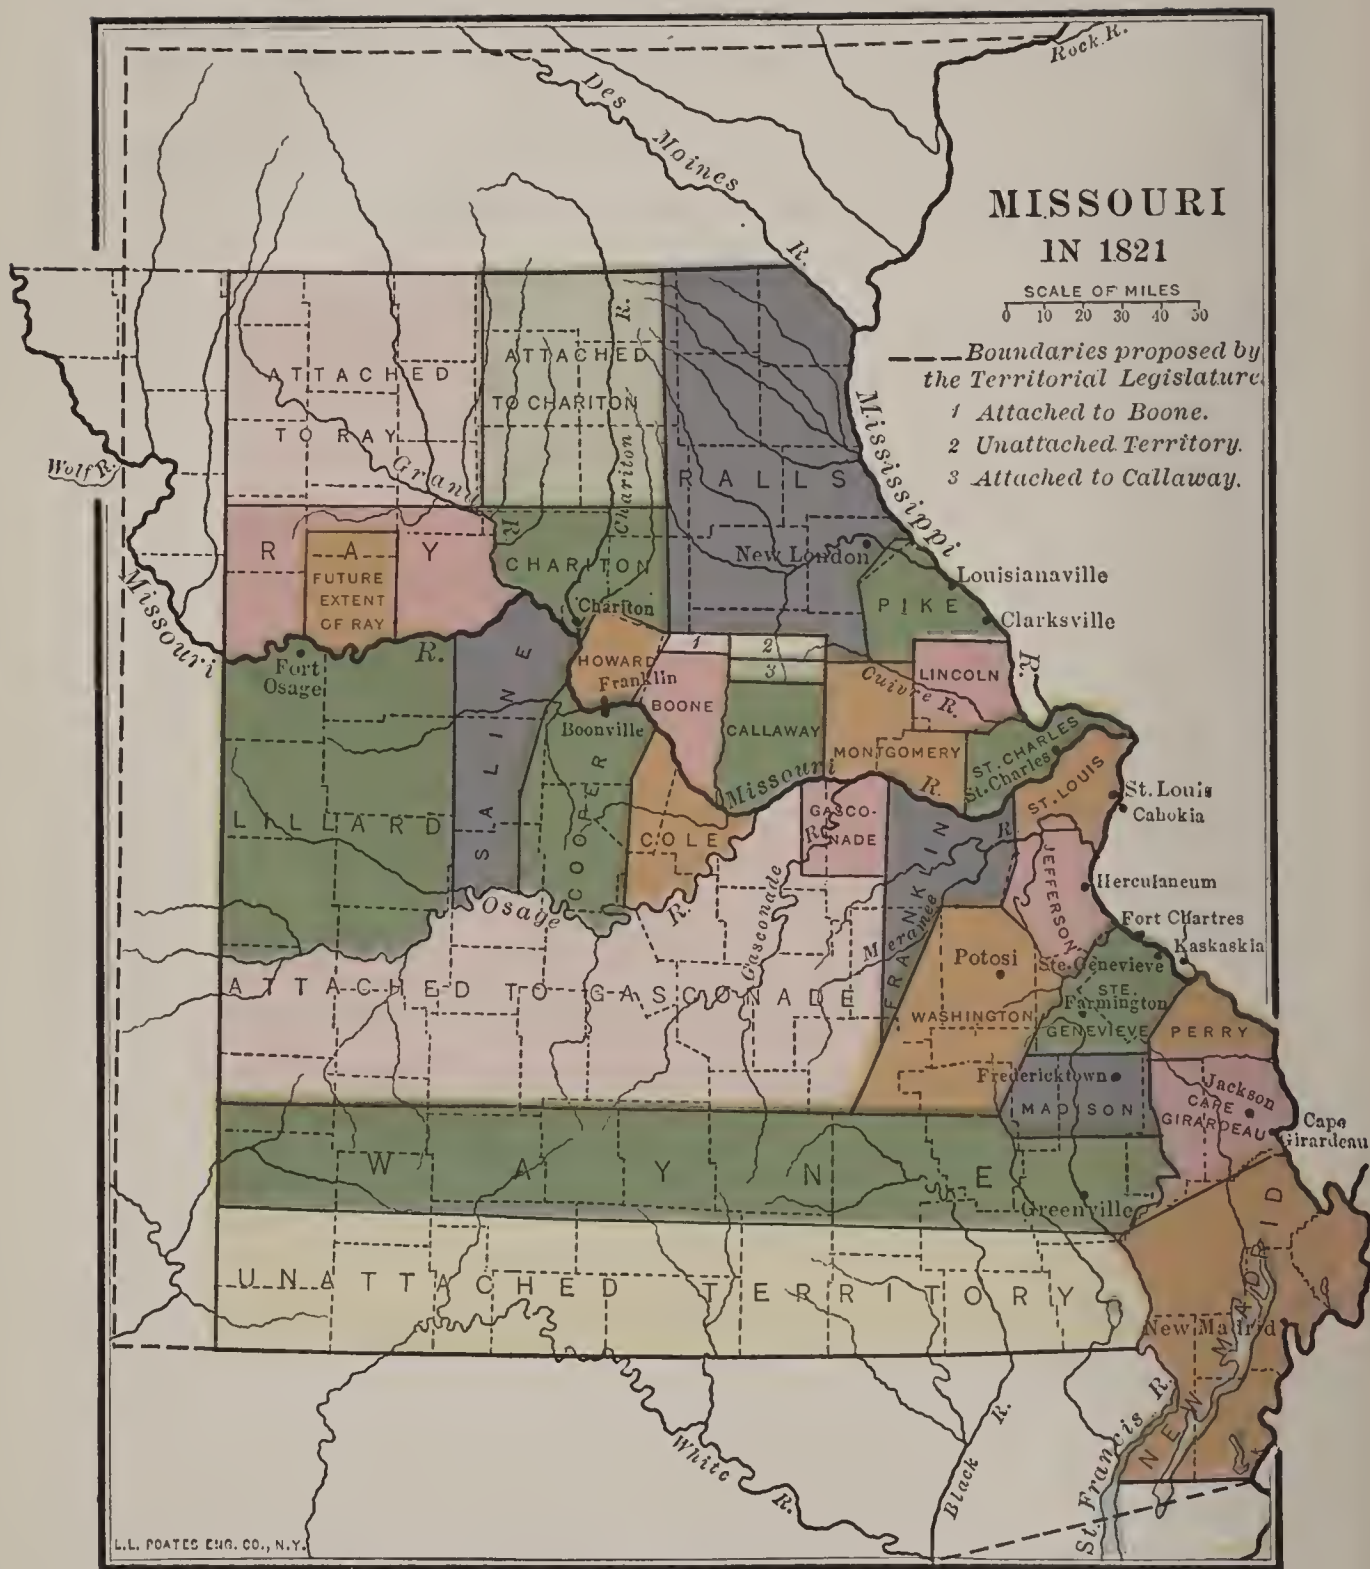 Rock R.
Des Moines R.
MISSOURI
IN 1821
SCALE OF MILES
0 10 20 30 40 50
Boundaries proposed by
the Territorial Legislature.
1 Attached to Boone.
2 Unattached Territory.
3 Attached to Callaway.
ATTACHED
TO RAY
ATTACHED
TO CHARITON
Chariton R.
Grand R.
Wolf R.
Mississippi R.
RALLS
RAY
FUTURE
EXTENT
OF RAY
CHARITON
Chariton
New London
Louisianaville
PIKE
Clarksville
Missouri R.
Fort
Osage
SALINE
HOWARD
Franklin
1
2
3
BOONE
LINCOLN
Cuivre R.
Boonville
CALLAWAY
MONTGOMERY
ST. CHARLES
St. Charles
Missouri R.
ST. LOUIS
St. Louis
Cahokia
LILLARD
COOPER
COLE
GASCO-
NADE
FRANKLIN
JEFFERSON
Herculaneum
Osage R.
Gasconade R.
Meramec R.
Fort Chartres
Kaskaskia
Potosi
Ste. Genevieve
STE.
Farmington
GENEVIEVE
ATTACHED TO GASCONADE
WASHINGTON
PERRY
Fredericktown
MADISON
Jackson
CAPE
GIRARDEAU
Cape
Girardeau
WAYNE
Greenville
UNATTACHED TERRITORY
New Madrid
NEW MADRID
White R.
Black R.
St. Francis R.
L.L. POATES ENG. CO., N.Y.